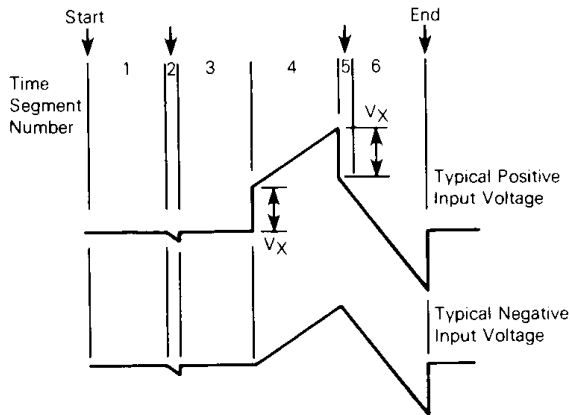 Start
End
1 2 3 4 5 6
Time
Segment
Number
VX
Typical Positive
Input Voltage
VX
Typical Negative
Input Voltage